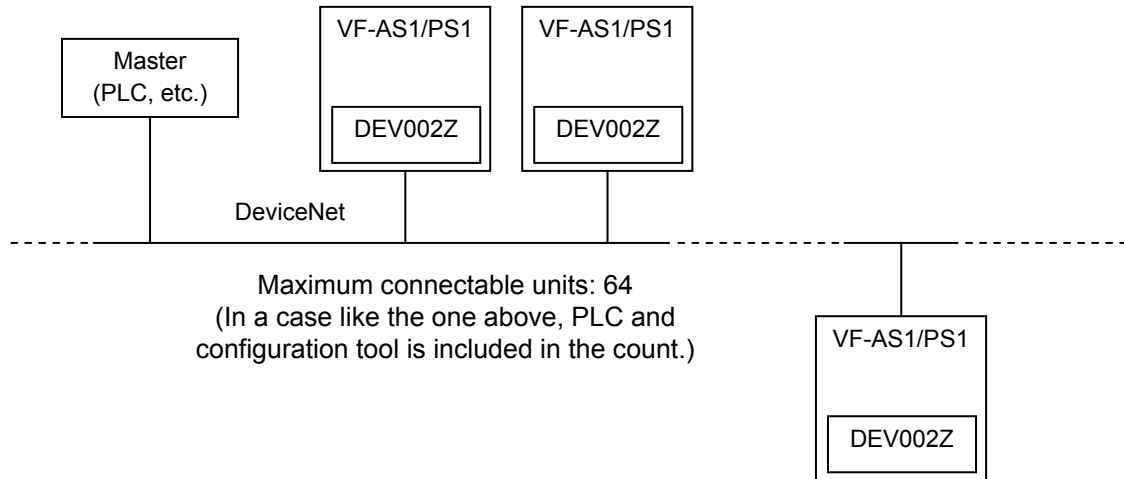 Master
(PLC, etc.)
VF-AS1/PS1
DEV002Z
VF-AS1/PS1
DEV002Z
DeviceNet
Maximum connectable units: 64
(In a case like the one above, PLC and
configuration tool is included in the count.)
VF-AS1/PS1
DEV002Z